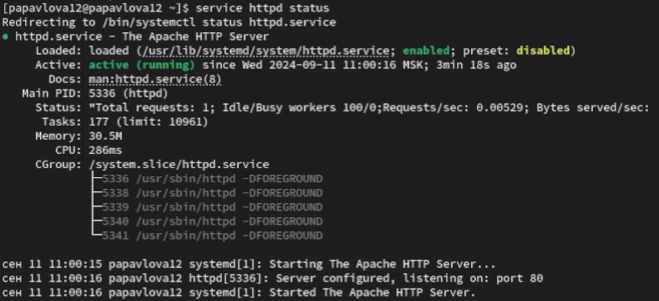 [papavlova12@papavlova12 ~]$ service httpd status
Redirecting to /bin/systemctl status httpd.service
● httpd.service - The Apache HTTP Server
Loaded: loaded (/usr/lib/systemd/system/httpd.service; enabled; preset: disabled)
Active: active (running) since Wed 2024-09-11 11:00:16 MSK; 3min 18s ago
Docs: man:httpd.service(8)
Main PID: 5336 (httpd)
Status: "Total requests: 1; Idle/Busy workers 100/0;Requests/sec: 0.00529; Bytes served/sec:
Tasks: 177 (limit: 10961)
Memory: 30.5M
CPU: 286ms
CGroup: /system.slice/httpd.service
├─5336 /usr/sbin/httpd -DFOREGROUND
├─5338 /usr/sbin/httpd -DFOREGROUND
├─5339 /usr/sbin/httpd -DFOREGROUND
├─5340 /usr/sbin/httpd -DFOREGROUND
└─5341 /usr/sbin/httpd -DFOREGROUND
сен 11 11:00:15 papavlova12 systemd[1]: Starting The Apache HTTP Server...
сен 11 11:00:16 papavlova12 httpd[5336]: Server configured, listening on: port 80
сен 11 11:00:16 papavlova12 systemd[1]: Started The Apache HTTP Server.